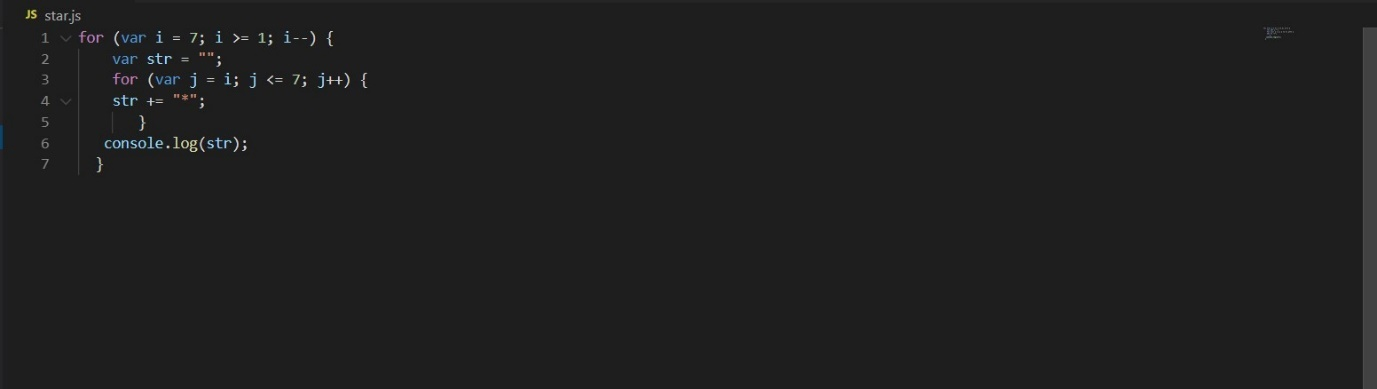 JS star.js
1 for (var i = 7; i >= 1; i--) {
2 var str = "";
3 for (var j = i; j <= 7; j++) {
4 str += "*";
5 }
6 console.log(str);
7 }